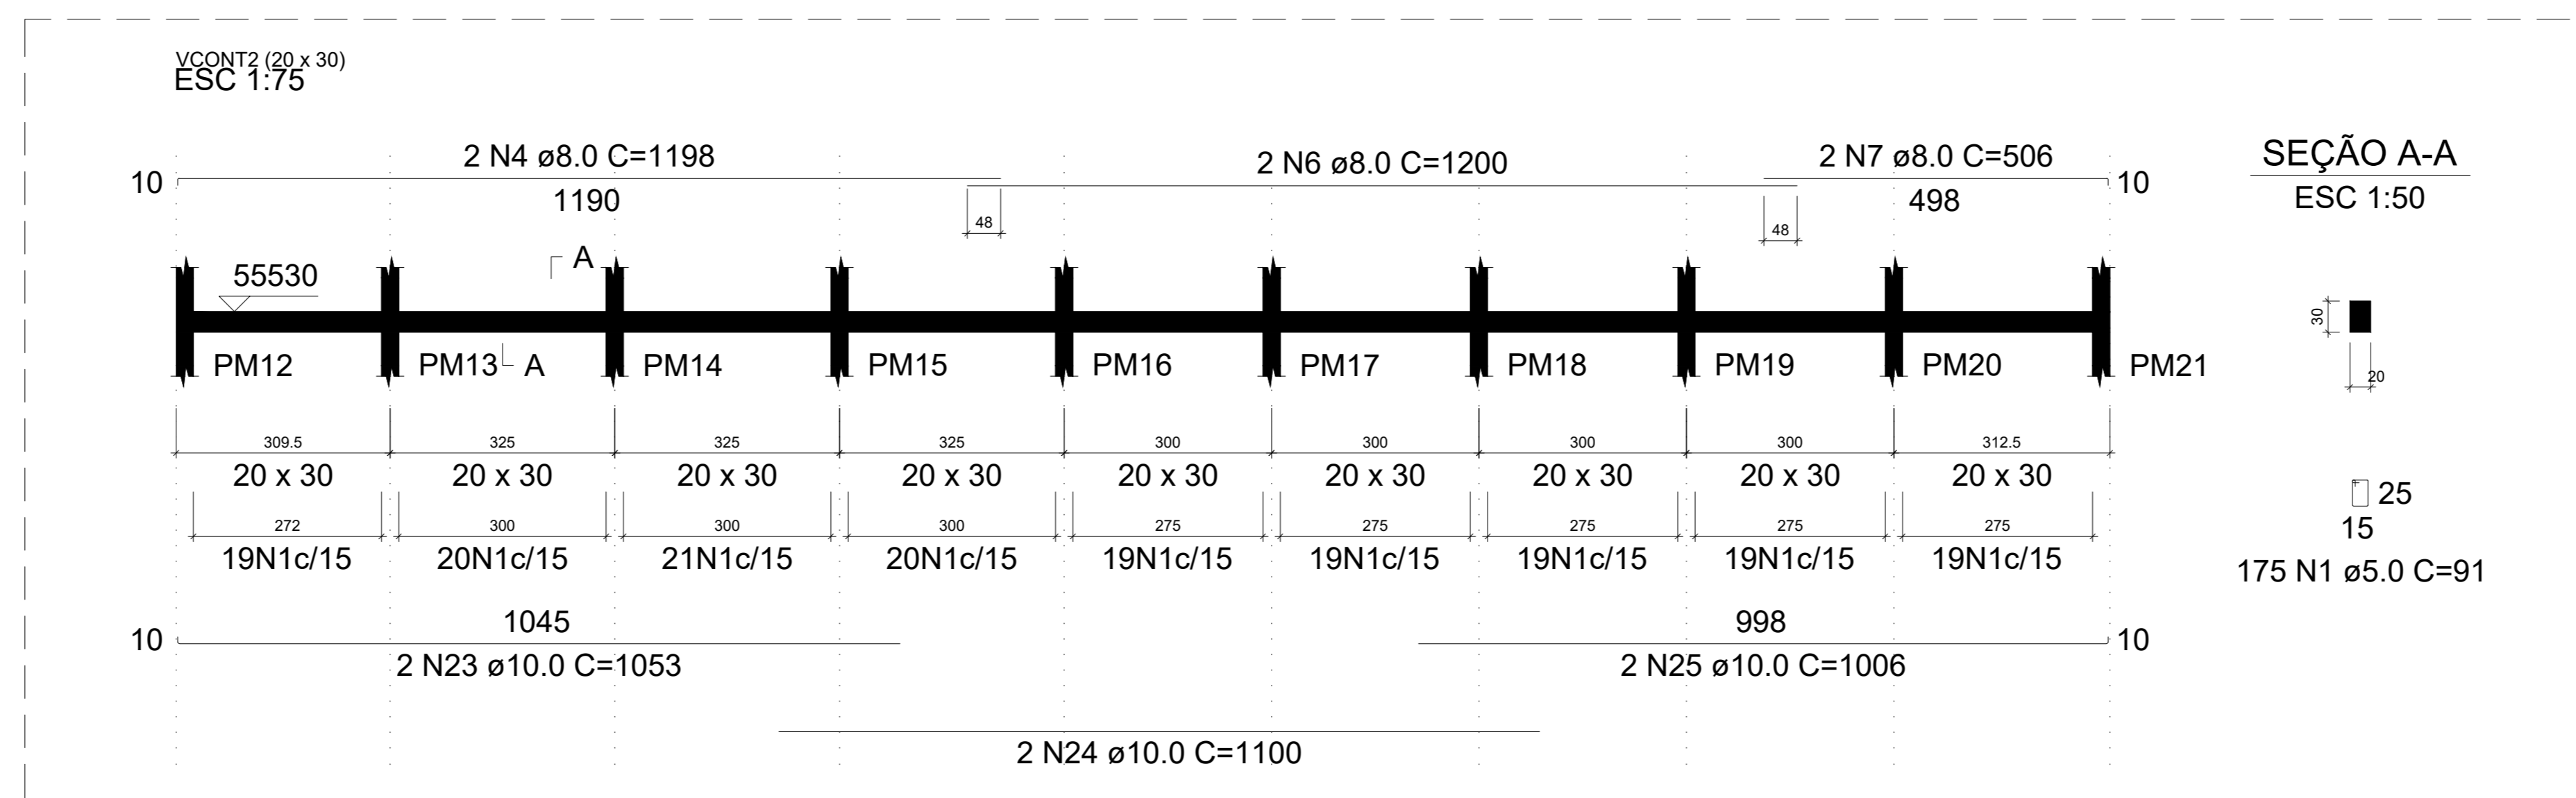 VCONT2 (20 x 30)
ESC 1:75
2 N4 ø8.0 C=1198
2 N6 ø8.0 C=1200
2 N7 ø8.0 C=506
SEÇÃO A-A
10
10
1190
498
ESC 1:50
48
48
A
55530
30
PM12
PM13
A
PM14
PM15
PM16
PM17
PM18
PM19
PM20
PM21
20
309.5
325
325
325
300
300
300
300
312.5
20 x 30
20 x 30
20 x 30
20 x 30
20 x 30
20 x 30
20 x 30
20 x 30
20 x 30
25
272
300
300
300
275
275
275
275
275
15
19N1c/15
20N1c/15
21N1c/15
20N1c/15
19N1c/15
19N1c/15
19N1c/15
19N1c/15
19N1c/15
175 N1 ø5.0 C=91
1045
998
10
10
2 N23 ø10.0 C=1053
2 N25 ø10.0 C=1006
2 N24 ø10.0 C=1100